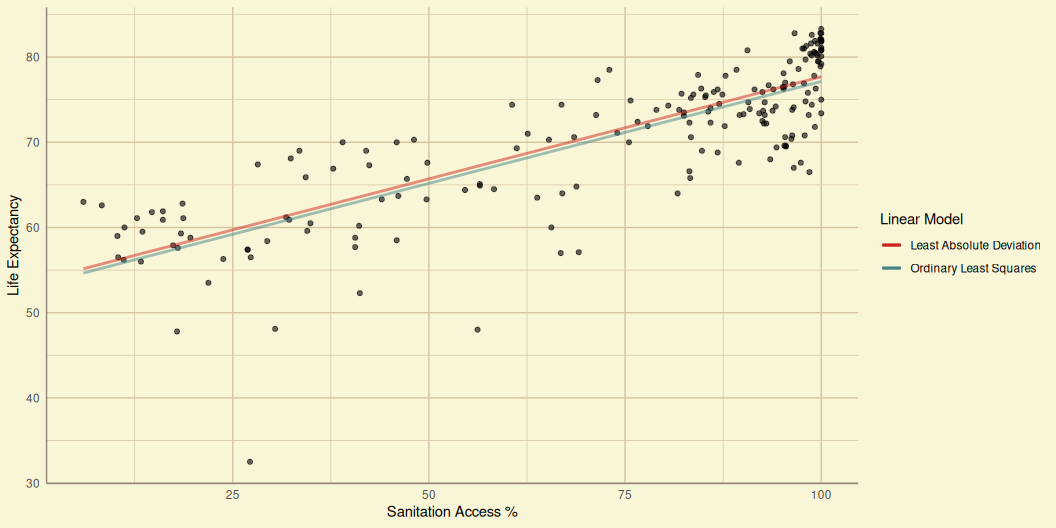 80
70
60
50
40
30
Life Expectancy
25 50 75 100
Sanitation Access %
Linear Model
Least Absolute Deviation
Ordinary Least Squares